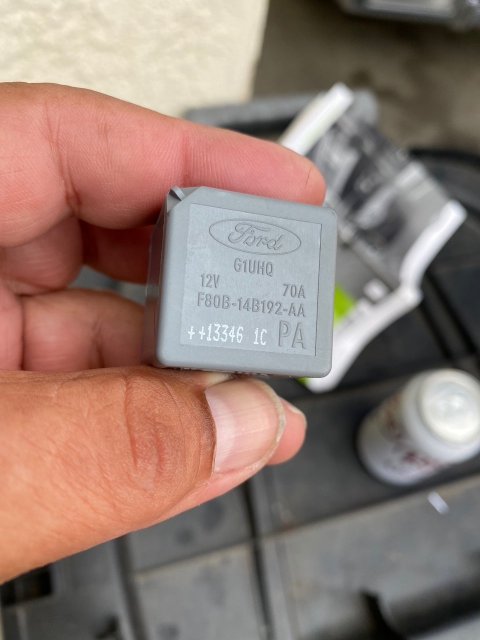 Ford
G1UHQ
12V 70A
F80B-14B192-AA
++13346 1C PA